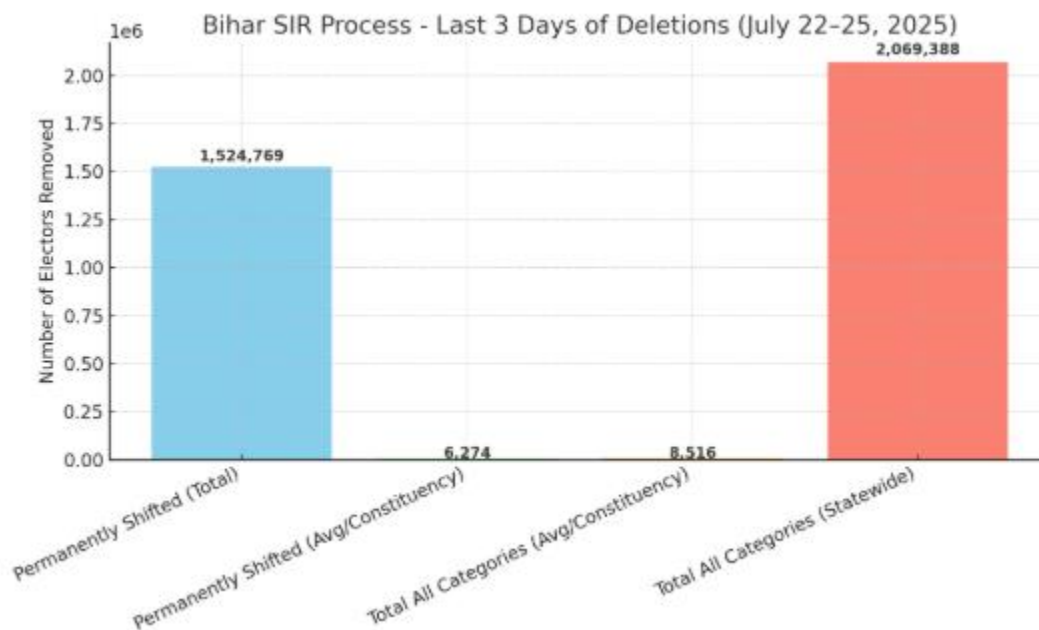 Bihar SIR Process - Last 3 Days of Deletions (July 22–25, 2025)
1e6
2,069,388
2.00
1.75
1,524,769
1.50
1.25
1.00
0.75
0.50
0.25
6,274
8,516
0.00
Number of Electors Removed
Permanently Shifted (Total)
Permanently Shifted (Avg/Constituency)
Total All Categories (Avg/Constituency)
Total All Categories (Statewide)